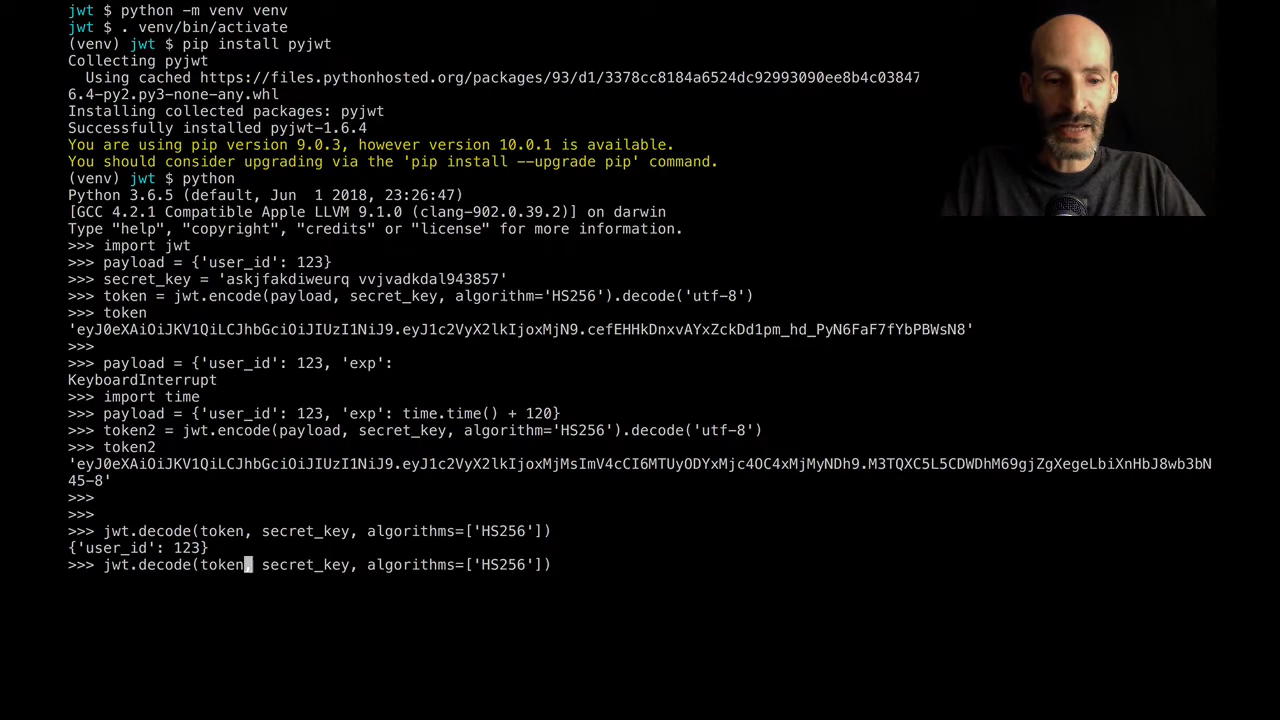 jwt $ python -m venv venv
jwt $ . venv/bin/activate
(venv) jwt $ pip install pyjwt
Collecting pyjwt
  Using cached https://files.pythonhosted.org/packages/93/d1/3378cc8184a6524dc92993090ee8b4c03847
6.4-py2.py3-none-any.whl
Installing collected packages: pyjwt
Successfully installed pyjwt-1.6.4
You are using pip version 9.0.3, however version 10.0.1 is available.
You should consider upgrading via the 'pip install --upgrade pip' command.
(venv) jwt $ python
Python 3.6.5 (default, Jun  1 2018, 23:26:47)
[GCC 4.2.1 Compatible Apple LLVM 9.1.0 (clang-902.0.39.2)] on darwin
Type "help", "copyright", "credits" or "license" for more information.
>>> import jwt
>>> payload = {'user_id': 123}
>>> secret_key = 'askjfakdiweurq vvjvadkdal943857'
>>> token = jwt.encode(payload, secret_key, algorithm='HS256').decode('utf-8')
>>> token
'eyJ0eXAiOiJKV1QiLCJhbGciOiJIUzI1NiJ9.eyJ1c2VyX2lkIjoxMjN9.cefEHHkDnxvAYxZckDd1pm_hd_PyN6FaF7fYbPBWsN8'
>>>
>>> payload = {'user_id': 123, 'exp':
KeyboardInterrupt
>>> import time
>>> payload = {'user_id': 123, 'exp': time.time() + 120}
>>> token2 = jwt.encode(payload, secret_key, algorithm='HS256').decode('utf-8')
>>> token2
'eyJ0eXAiOiJKV1QiLCJhbGciOiJIUzI1NiJ9.eyJ1c2VyX2lkIjoxMjMsImV4cCI6MTUyODYxMjc4OC4xMjMyNDh9.M3TQXC5L5CDWDhM69gjZgXegeLbiXnHbJ8wb3bN
45-8'
>>>
>>>
>>> jwt.decode(token, secret_key, algorithms=['HS256'])
{'user_id': 123}
>>> jwt.decode(token, secret_key, algorithms=['HS256'])